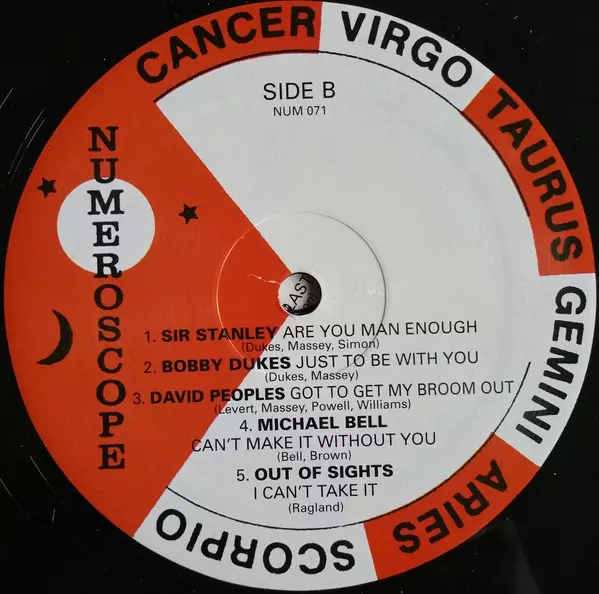 CANCER
VIRGO
TAURUS
GEMINI
ARIES
SCORPIO
NUMEROSCOPE
SIDE B
NUM 071
1. SIR STANLEY ARE YOU MAN ENOUGH
(Dukes, Massey, Simon)
2. BOBBY DUKES JUST TO BE WITH YOU
(Dukes, Massey)
3. DAVID PEOPLES GOT TO GET MY BROOM OUT
(Levert, Massey, Powell, Williams)
4. MICHAEL BELL
CAN'T MAKE IT WITHOUT YOU
(Bell, Brown)
5. OUT OF SIGHTS
I CAN'T TAKE IT
(Ragland)